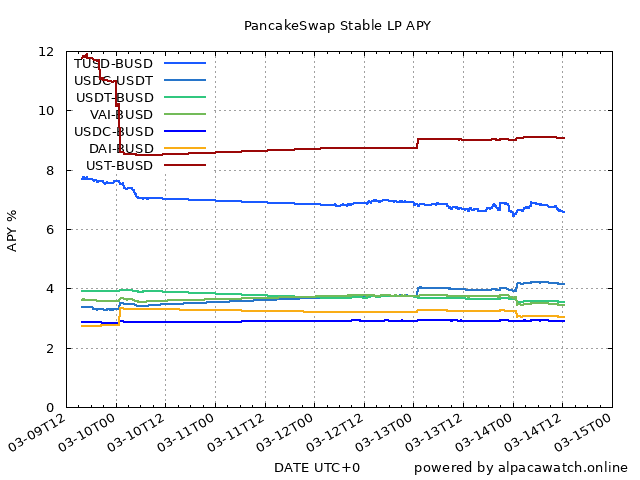 PancakeSwap Stable LP APY
12
10
8
6
4
2
0
APY %
TUSD-BUSD
USDC-USDT
USDT-BUSD
VAI-BUSD
USDC-BUSD
DAI-BUSD
UST-BUSD
03-09T12
03-10T00
03-10T12
03-11T00
03-11T12
03-12T00
03-12T12
03-13T00
03-13T12
03-14T00
03-14T12
03-15T00
DATE UTC+0
powered by alpacawatch.online